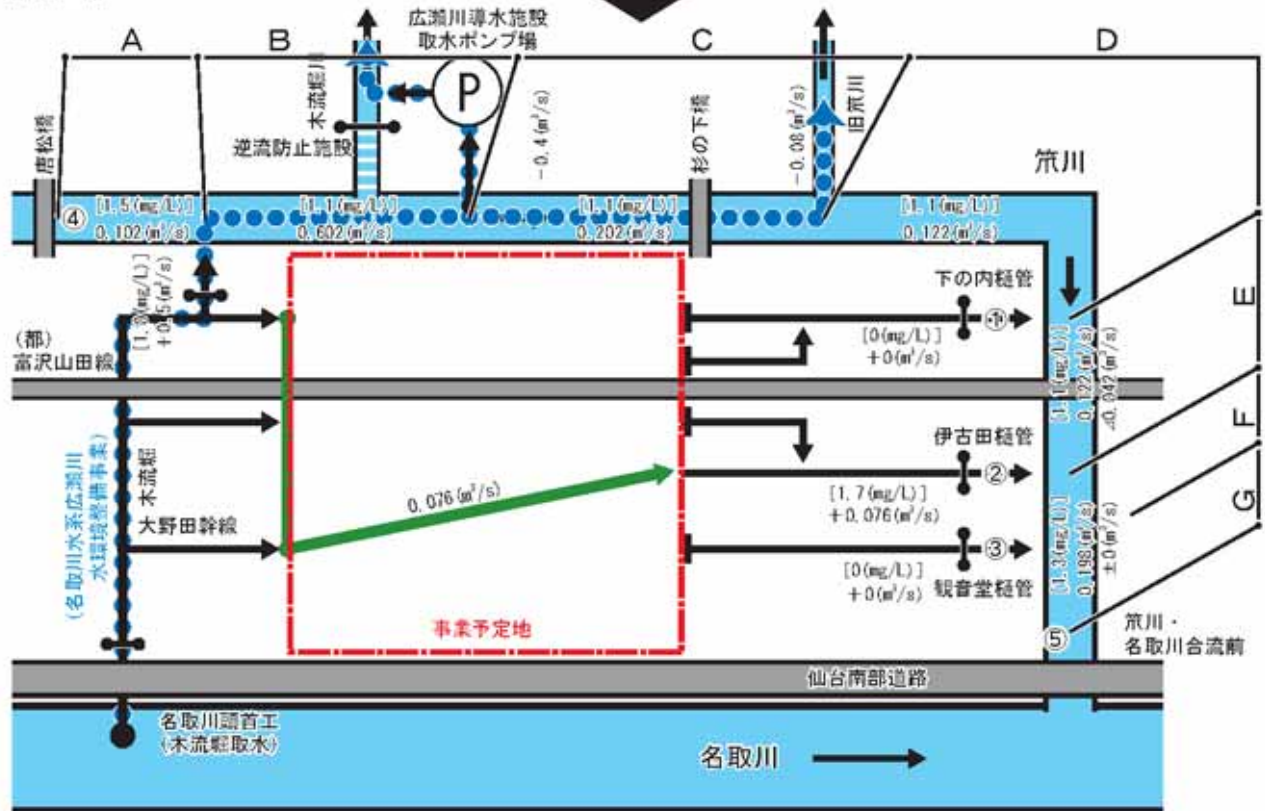 A
B
C
D
広瀬川導水施設
取水ポンプ場
木流堀川
P
逆流防止施設
-0.4(m³/s)
-0.08(m³/s)
旧笊川
唐松橋
杉の下橋
笊川
④
[1.5(mg/L)]
0.102(m³/s)
[1.1(mg/L)]
0.602(m³/s)
[1.1(mg/L)]
0.202(m³/s)
[1.1(mg/L)]
0.122(m³/s)
(都)
富沢山田線
下の内樋管
①
[0(mg/L)]
+0(m³/s)
[1.1(mg/L)]
0.122(m³/s)
E
F
G
(名取川水系広瀬川
水環境整備事業)
木流堀
大野田幹線
0.076(m³/s)
伊古田樋管
②
[1.7(mg/L)]
+0.076(m³/s)
③
[0(mg/L)]
+0(m³/s)
観音堂樋管
[1.3(mg/L)]
0.198(m³/s)
±0(m³/s)
事業予定地
⑤
笊川・
名取川合流前
仙台南部道路
名取川頭首工
(木流堀取水)
名取川